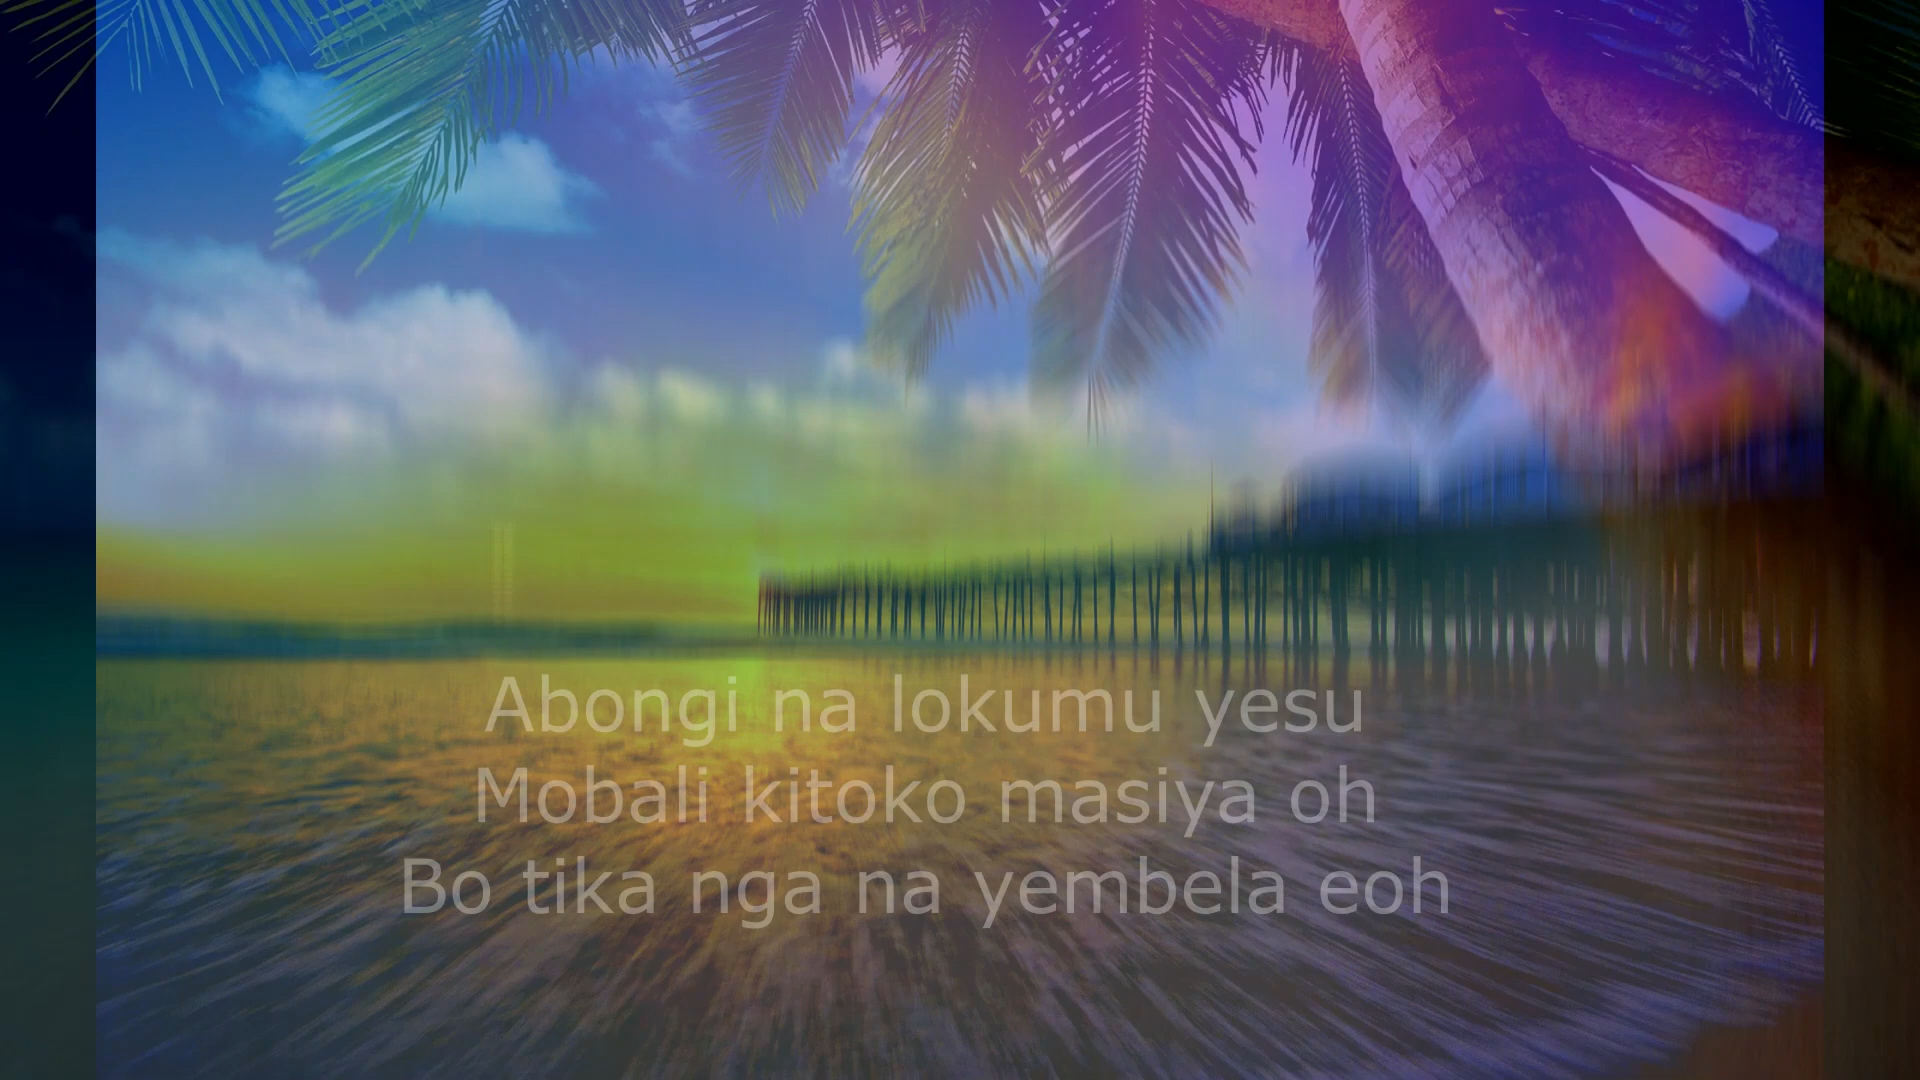 Abongi na lokumu yesu
Mobali kitoko masiya oh
Bo tika nga na yembela eoh